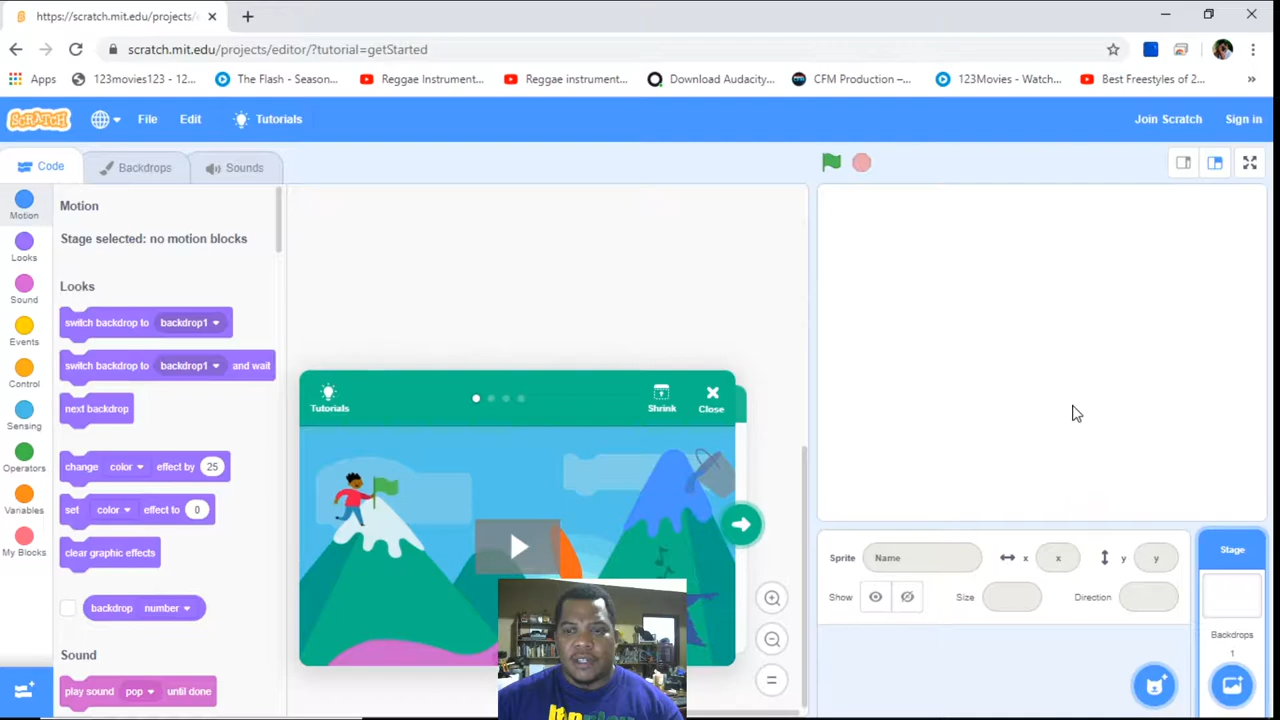 https://scratch.mit.edu/projects/
scratch.mit.edu/projects/editor/?tutorial=getStarted
Apps 123movies123 - 12... The Flash - Season... Reggae Instrument... Reggae instrument... Download Audacity,... CFM Production –... 123Movies - Watch... Best Freestyles of 2... »
SCRATCH File Edit Tutorials Join Scratch Sign in
Code Backdrops Sounds
Motion
Looks
Sound
Events
Control
Sensing
Operators
Variables
My Blocks
Motion
Stage selected: no motion blocks
Looks
switch backdrop to backdrop1
switch backdrop to backdrop1 and wait
next backdrop
change color effect by 25
set color effect to 0
clear graphic effects
backdrop number
Sound
play sound pop until done
Tutorials Shrink Close
Sprite Name x x y y
Show Size Direction
Stage
Backdrops
1